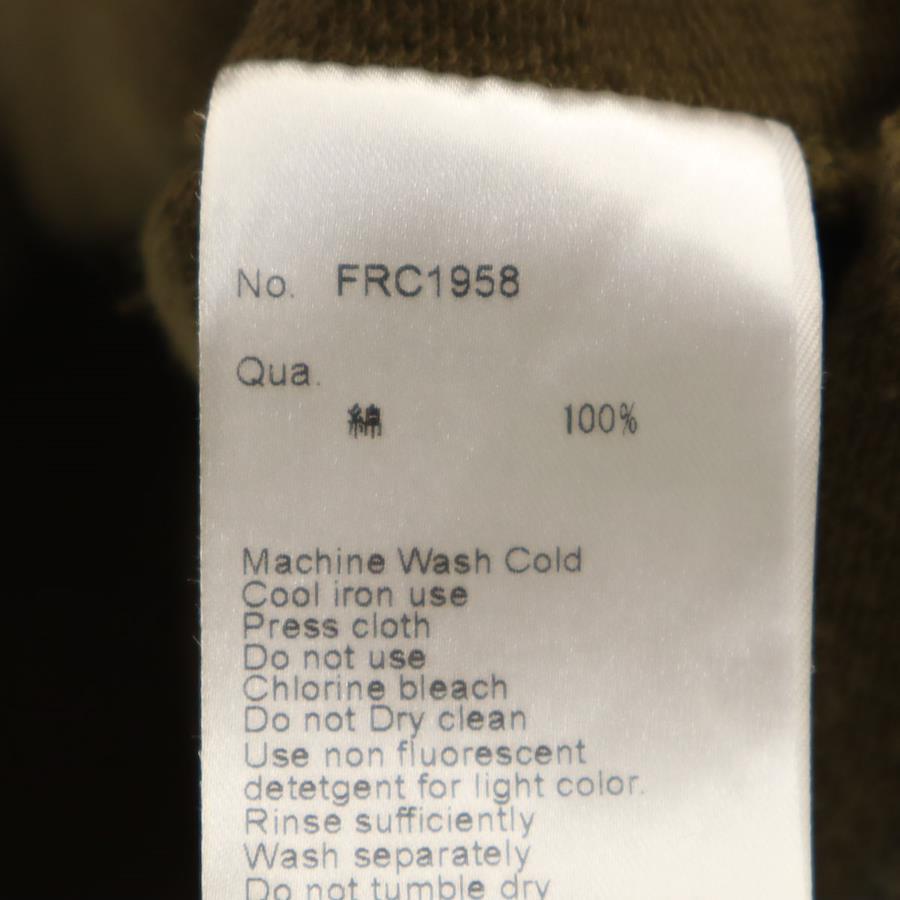 No. FRC1958
Qua.
綿 100%
Machine Wash Cold
Cool iron use
Press cloth
Do not use
Chlorine bleach
Do not Dry clean
Use non fluorescent
detetgent for light color.
Rinse sufficiently
Wash separately
Do not tumble dry